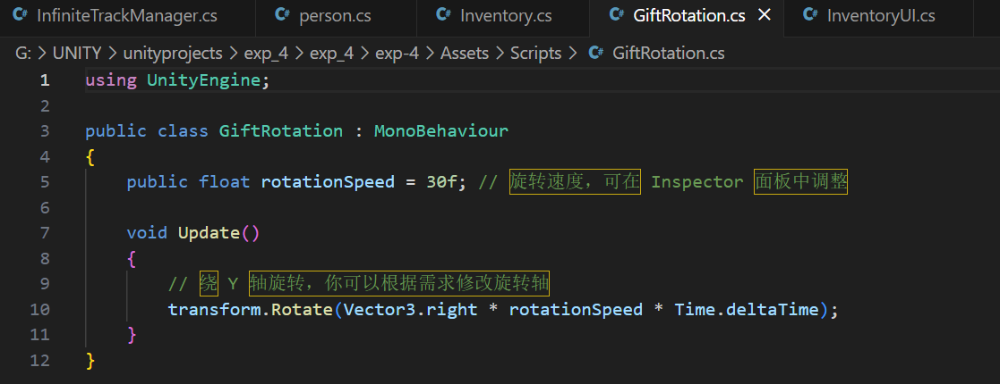 C# InfiniteTrackManager.cs C# person.cs C# Inventory.cs C# GiftRotation.cs × C# InventoryUI.cs
G: > UNITY > unityprojects > exp_4 > exp_4 > exp-4 > Assets > Scripts > C# GiftRotation.cs
1 using UnityEngine;
2
3 public class GiftRotation : MonoBehaviour
4 {
5 public float rotationSpeed = 30f; // 旋转速度，可在 Inspector 面板中调整
6
7 void Update()
8 {
9 // 绕 Y 轴旋转，你可以根据需求修改旋转轴
10 transform.Rotate(Vector3.right * rotationSpeed * Time.deltaTime);
11 }
12 }